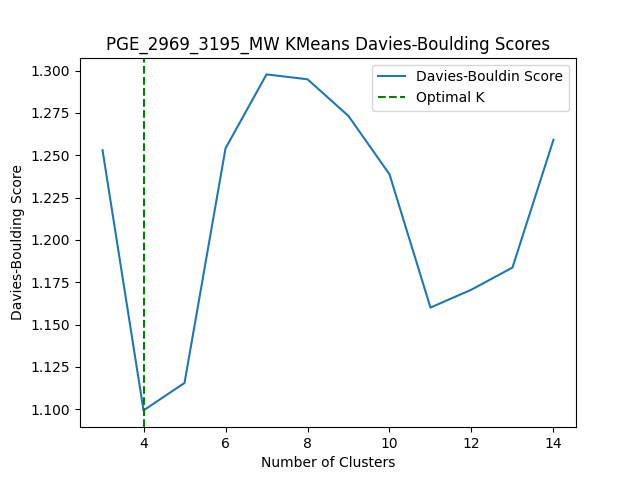 PGE_2969_3195_MW KMeans Davies-Boulding Scores
Davies-Bouldin Score
Optimal K
Davies-Boulding Score
1.300
1.275
1.250
1.225
1.200
1.175
1.150
1.125
1.100
4 6 8 10 12 14
Number of Clusters